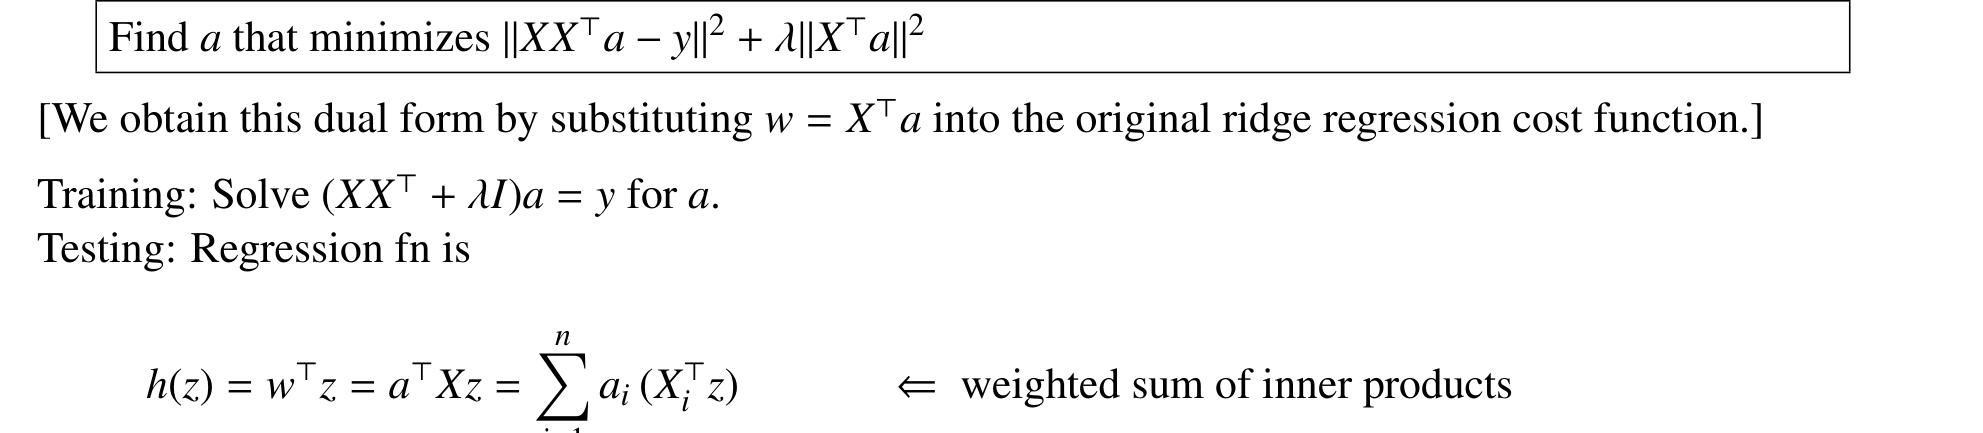 Find a that minimizes ||XX⊤a − y||² + λ||X⊤a||²
[We obtain this dual form by substituting w = X⊤a into the original ridge regression cost function.]
Training: Solve (XX⊤ + λI)a = y for a.
Testing: Regression fn is
h(z) = w⊤z = a⊤Xz = ∑ⁿ aᵢ (Xᵢ⊤z) ⇐ weighted sum of inner products